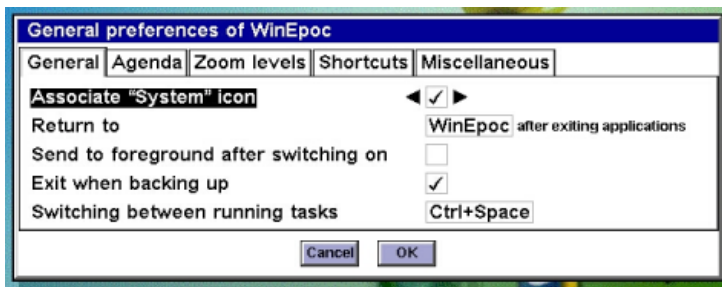 General preferences of WinEpoc
General Agenda Zoom levels Shortcuts Miscellaneous
Associate “System” icon
Return to WinEpoc after exiting applications
Send to foreground after switching on
Exit when backing up
Switching between running tasks Ctrl+Space
Cancel OK